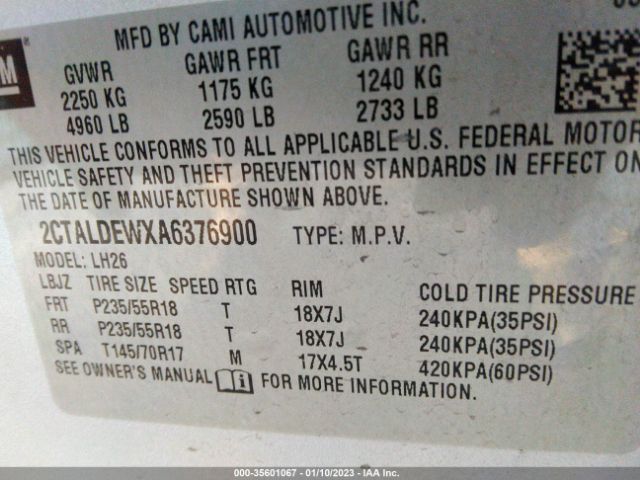 MFD BY CAMI AUTOMOTIVE INC.
GM
GVWR GAWR FRT GAWR RR
2250 KG 1175 KG 1240 KG
4960 LB 2590 LB 2733 LB
THIS VEHICLE CONFORMS TO ALL APPLICABLE U.S. FEDERAL MOTOR
VEHICLE SAFETY AND THEFT PREVENTION STANDARDS IN EFFECT ON
THE DATE OF MANUFACTURE SHOWN ABOVE.
2CTALDEWXA6376900 TYPE: M.P.V.
MODEL: LH26
LBJZ TIRE SIZE SPEED RTG RIM COLD TIRE PRESSURE
FRT P235/55R18 T 18X7J 240KPA(35PSI)
RR P235/55R18 T 18X7J 240KPA(35PSI)
SPA T145/70R17 M 17X4.5T 420KPA(60PSI)
SEE OWNER'S MANUAL FOR MORE INFORMATION.
000-35601067 - 01/10/2023 - IAA Inc.